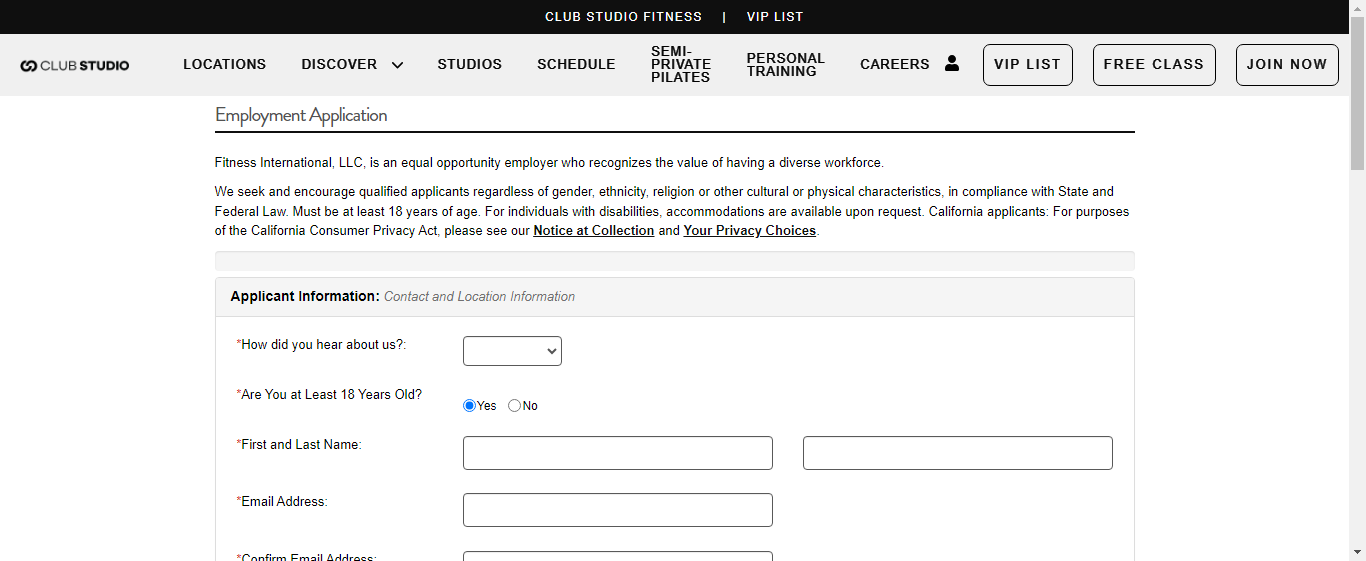 CLUB STUDIO FITNESS | VIP LIST
CLUB STUDIO
LOCATIONS
DISCOVER
STUDIOS
SCHEDULE
SEMI-
PRIVATE
PILATES
PERSONAL
TRAINING
CAREERS
VIP LIST
FREE CLASS
JOIN NOW
Employment Application
Fitness International, LLC, is an equal opportunity employer who recognizes the value of having a diverse workforce.
We seek and encourage qualified applicants regardless of gender, ethnicity, religion or other cultural or physical characteristics, in compliance with State and
Federal Law. Must be at least 18 years of age. For individuals with disabilities, accommodations are available upon request. California applicants: For purposes
of the California Consumer Privacy Act, please see our Notice at Collection and Your Privacy Choices.
Applicant Information: Contact and Location Information
*How did you hear about us?:
*Are You at Least 18 Years Old?
Yes No
*First and Last Name:
*Email Address:
*Confirm Email Address: